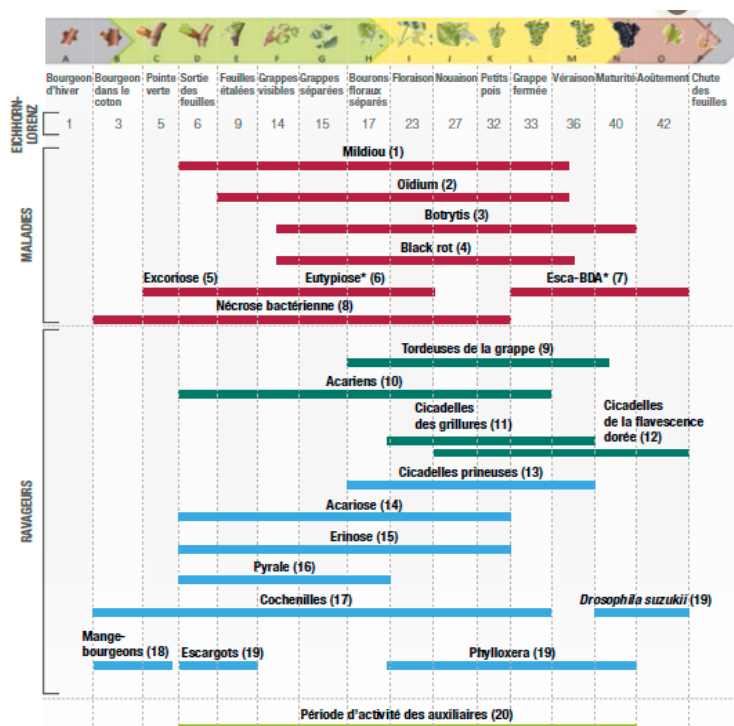 A B C D E F G H I J K L M N O P
Bourgeon d'hiver
Bourgeon dans le coton
Pointe verte
Sortie des feuilles
Feuilles étalées
Grappes visibles
Grappes séparées
Bourons floraux séparés
Floraison
Nouaison
Petits pois
Grappe fermée
Véraison
Maturité
Aoûtement
Chute des feuilles
EICHHORN-
LORENZ
1 3 5 6 9 14 15 17 23 27 32 33 36 40 42
MALADIES
Mildiou (1)
Oïdium (2)
Botrytis (3)
Black rot (4)
Excoriose (5) Eutypiose* (6) Esca-BDA* (7)
Nécrose bactérienne (8)
RAVAGEURS
Tordeuses de la grappe (9)
Acariens (10)
Cicadelles
des grillures (11)
Cicadelles
de la flavescence
dorée (12)
Cicadelles prineuses (13)
Acariose (14)
Erinose (15)
Pyrale (16)
Cochenilles (17) Drosophila suzukii (19)
Mange-
bourgeons (18) Escargots (19) Phylloxera (19)
Période d'activité des auxiliaires (20)